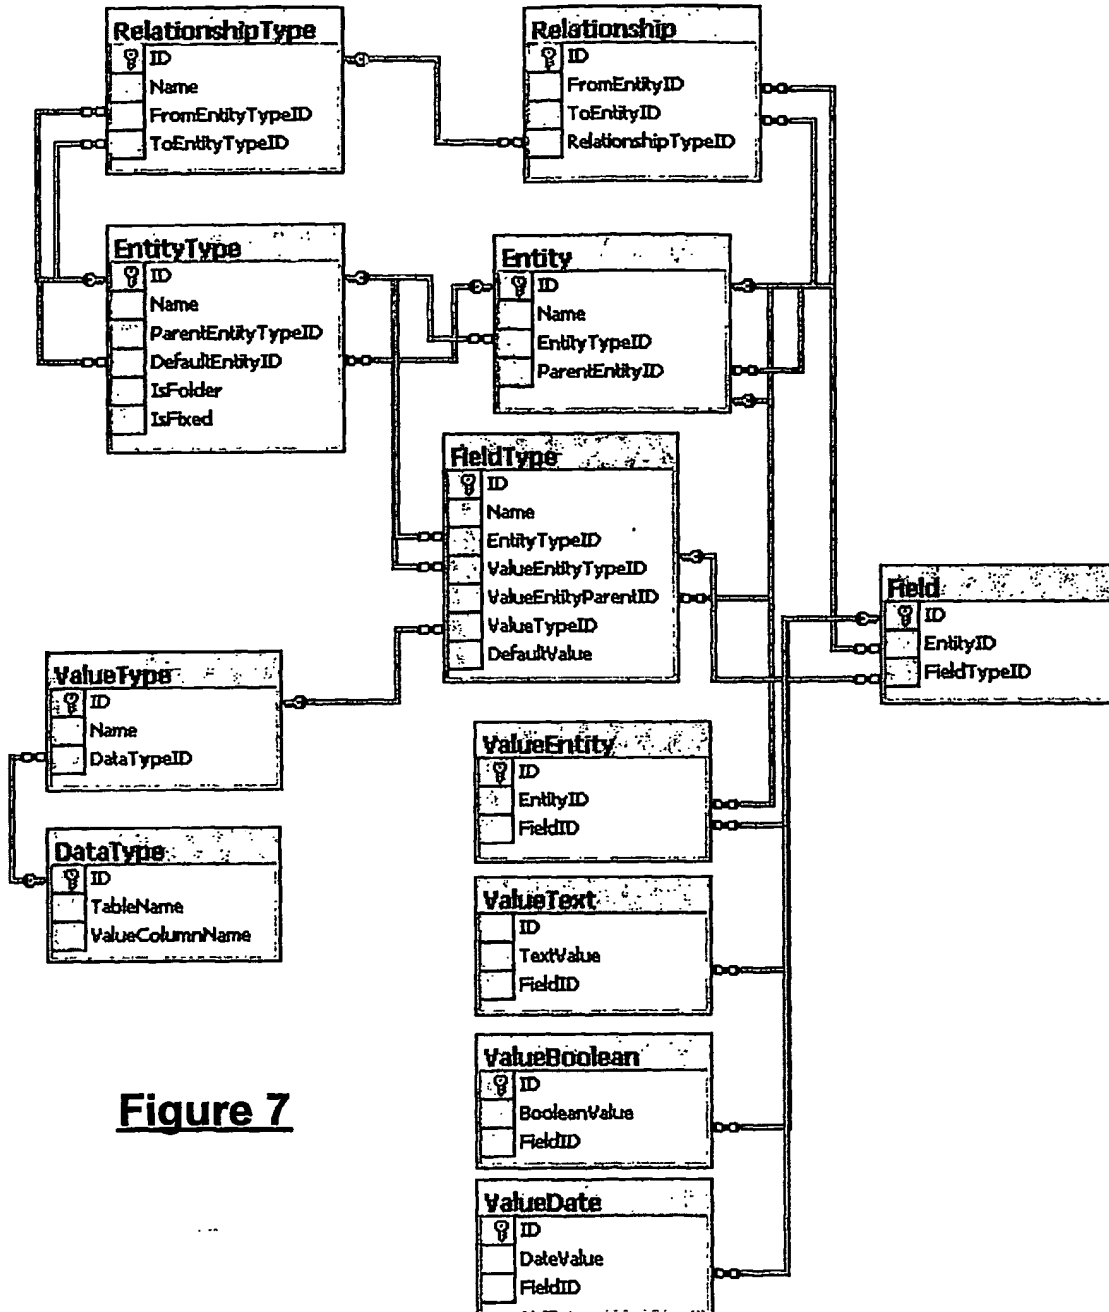 RelationshipType
ID
Name
FromEntityTypeID
ToEntityTypeID
Relationship
ID
FromEntityID
ToEntityID
RelationshipTypeID
EntityType
ID
Name
ParentEntityTypeID
DefaultEntityID
IsFolder
IsFixed
Entity
ID
Name
EntityTypeID
ParentEntityID
FieldType
ID
Name
EntityTypeID
ValueEntityTypeID
ValueEntityParentID
ValueTypeID
DefaultValue
Field
ID
EntityID
FieldTypeID
ValueType
ID
Name
DataTypeID
DataType
ID
TableName
ValueColumnName
ValueEntity
ID
EntityID
FieldID
ValueText
ID
TextValue
FieldID
ValueBoolean
ID
BooleanValue
FieldID
ValueDate
ID
DateValue
FieldID
Figure 7